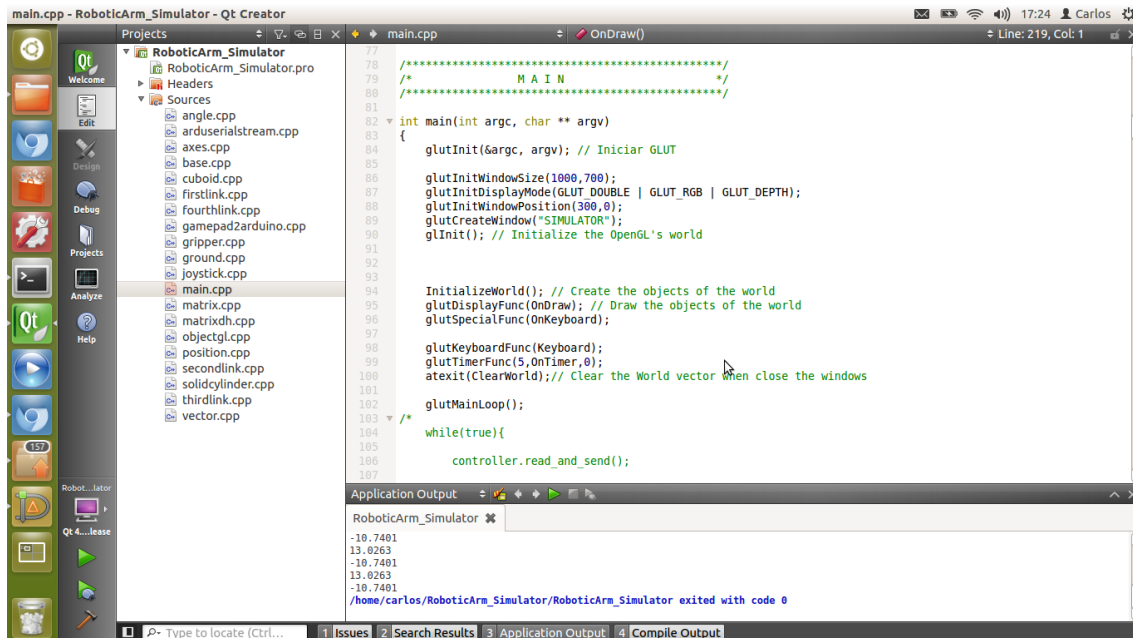 main.cpp - RoboticArm_Simulator - Qt Creator
17:24 Carlos
Projects
main.cpp
OnDraw()
Line: 219, Col: 1
Welcome
Edit
Design
Debug
Projects
Analyze
Help
157
Robot...lator
Qt 4....lease
RoboticArm_Simulator
RoboticArm_Simulator.pro
Headers
Sources
angle.cpp
arduserialstream.cpp
axes.cpp
base.cpp
cuboid.cpp
firstlink.cpp
fourthlink.cpp
gamepad2arduino.cpp
gripper.cpp
ground.cpp
joystick.cpp
main.cpp
matrix.cpp
matrixdh.cpp
objectgl.cpp
position.cpp
secondlink.cpp
solidcylinder.cpp
thirdlink.cpp
vector.cpp
77
78 /************************************************/
79 /* M A I N */
80 /************************************************/
81
82 int main(int argc, char ** argv)
83 {
84 glutInit(&argc, argv); // Iniciar GLUT
85
86 glutInitWindowSize(1000,700);
87 glutInitDisplayMode(GLUT_DOUBLE | GLUT_RGB | GLUT_DEPTH);
88 glutInitWindowPosition(300,0);
89 glutCreateWindow("SIMULATOR");
90 glInit(); // Initialize the OpenGL's world
91
92
93
94 InitializeWorld(); // Create the objects of the world
95 glutDisplayFunc(OnDraw); // Draw the objects of the world
96 glutSpecialFunc(OnKeyboard);
97
98 glutKeyboardFunc(Keyboard);
99 glutTimerFunc(5,OnTimer,0);
100 atexit(ClearWorld);// Clear the World vector when close the windows
101
102 glutMainLoop();
103 /*
104 while(true){
105
106 controller.read_and_send();
107
Application Output
RoboticArm_Simulator
-10.7401
13.0263
-10.7401
13.0263
-10.7401
/home/carlos/RoboticArm_Simulator/RoboticArm_Simulator exited with code 0
Type to locate (Ctrl...
1 Issues 2 Search Results 3 Application Output 4 Compile Output